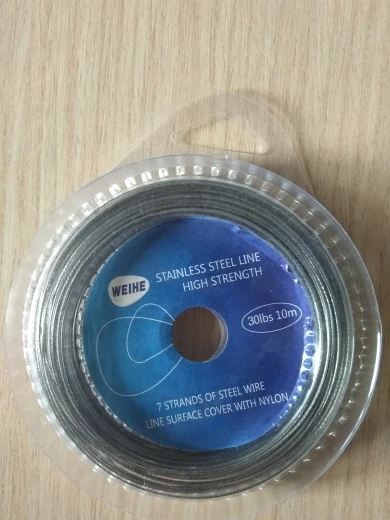 WEIHE
STAINLESS STEEL LINE
HIGH STRENGTH
30lbs 10m
7 STRANDS OF STEEL WIRE
LINE SURFACE COVER WITH NYLON